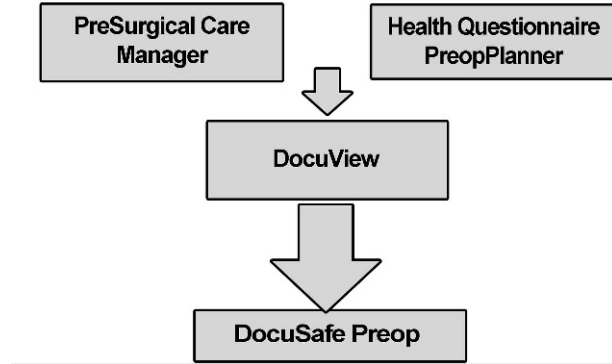 PreSurgical Care
Manager
Health Questionnaire
PreopPlanner
DocuView
DocuSafe Preop